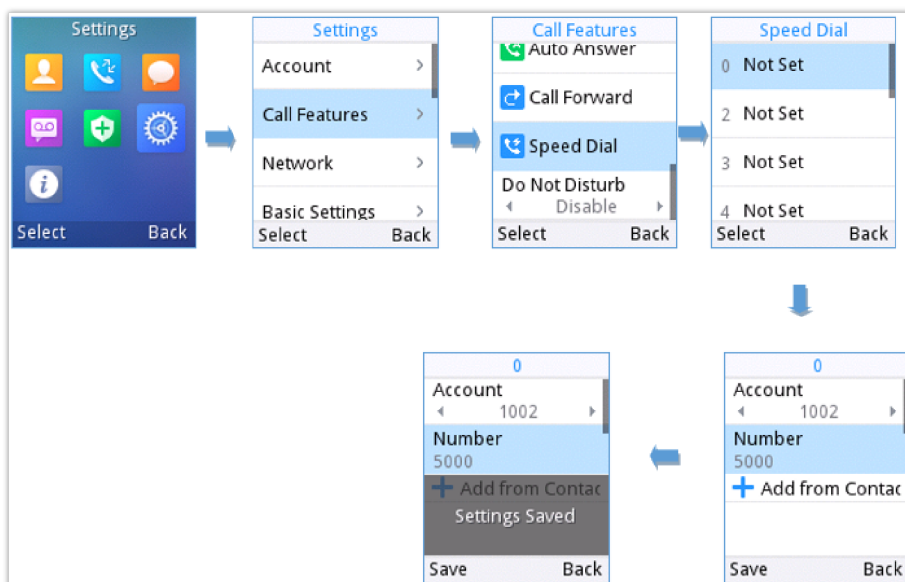 Settings
Select Back
Settings
Account
Call Features
Network
Basic Settings
Select Back
Call Features
Auto Answer
Call Forward
Speed Dial
Do Not Disturb
Disable
Select Back
Speed Dial
0 Not Set
2 Not Set
3 Not Set
4 Not Set
Select Back
0
Account
1002
Number
5000
Add from Contac
Settings Saved
Save Back
0
Account
1002
Number
5000
Add from Contac
Save Back